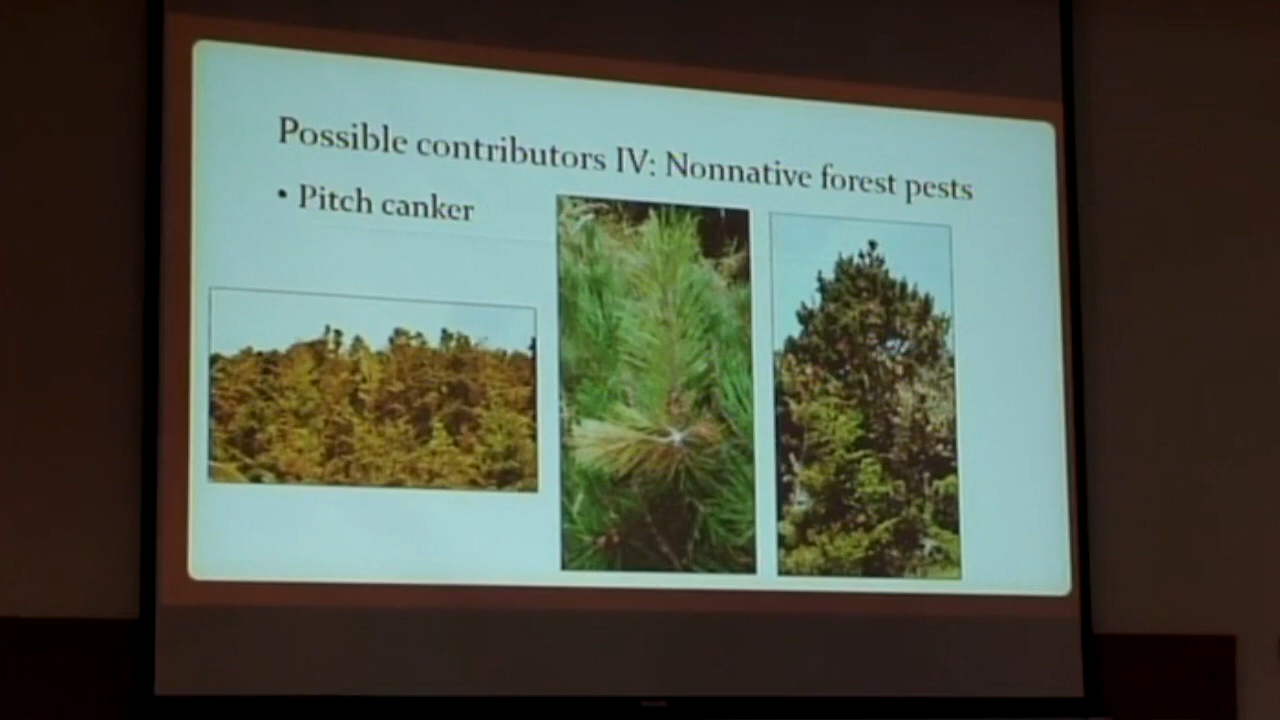 Possible contributors IV: Nonnative forest pests
• Pitch canker